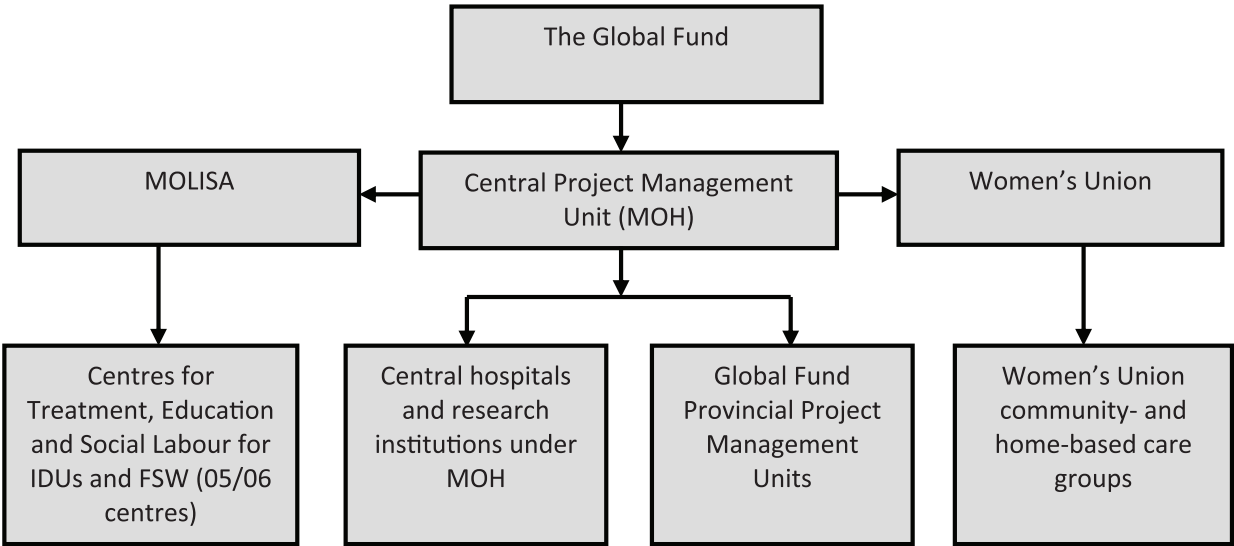 The Global Fund
MOLISA
Central Project Management
Unit (MOH)
Women’s Union
Centres for
Treatment, Education
and Social Labour for
IDUs and FSW (05/06
centres)
Central hospitals
and research
institutions under
MOH
Global Fund
Provincial Project
Management
Units
Women’s Union
community- and
home-based care
groups